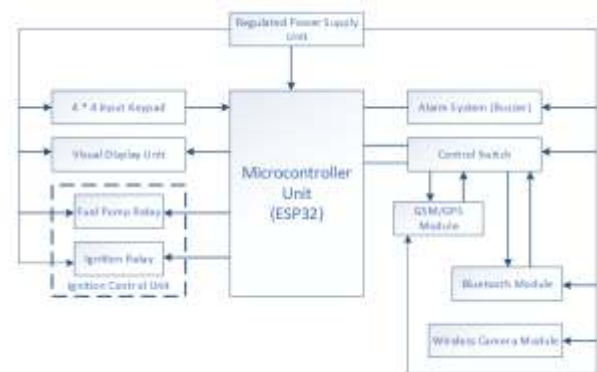 Regulated Power Supply
Unit
4 * 4 Input Keypad
Visual Display Unit
Fuel Pump Relay
Ignition Relay
Ignition Control Unit
Microcontroller
Unit
(ESP32)
Alarm System (Buzzer)
Control Switch
GSM/GPS
Module
Bluetooth Module
Wireless Camera Module